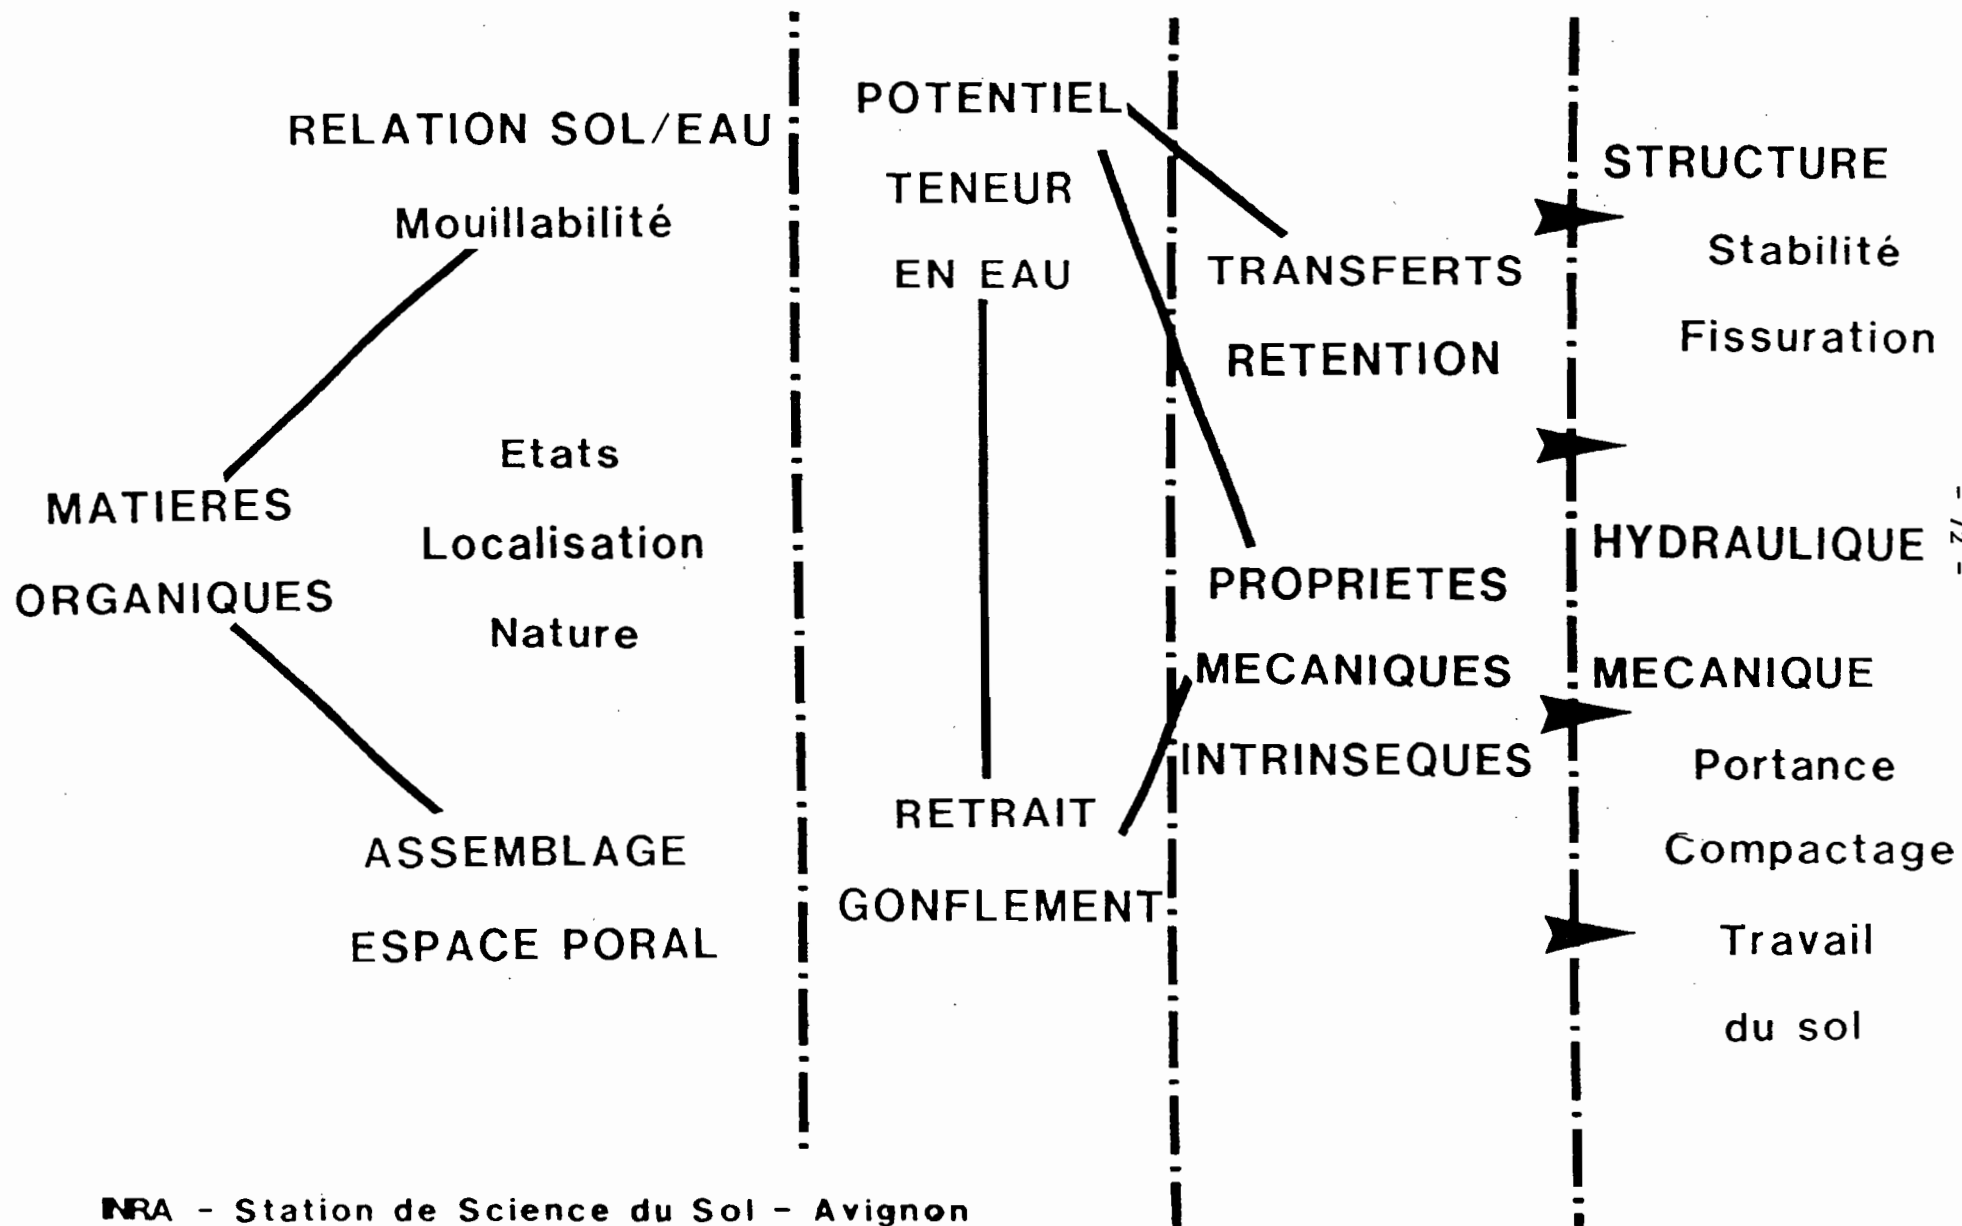 RELATION SOL/EAU
Mouillabilité
MATIERES
ORGANIQUES
Etats
Localisation
Nature
ASSEMBLAGE
ESPACE PORAL
POTENTIEL
TENEUR
EN EAU
RETRAIT
GONFLEMENT
TRANSFERTS
RETENTION
PROPRIETES
MECANIQUES
INTRINSEQUES
STRUCTURE
Stabilité
Fissuration
HYDRAULIQUE
MECANIQUE
Portance
Compactage
Travail
du sol
- 72 -
INRA - Station de Science du Sol - Avignon